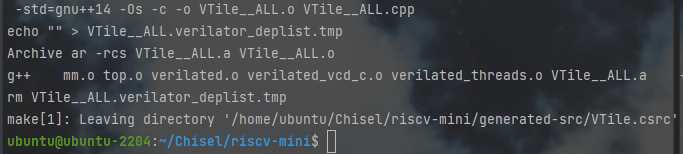 -std=gnu++14 -Os -c -o VTile__ALL.o VTile__ALL.cpp
echo "" > VTile__ALL.verilator_deplist.tmp
Archive ar -rcs VTile__ALL.a VTile__ALL.o
g++    mm.o top.o verilated.o verilated_vcd_c.o verilated_threads.o VTile__ALL.a
rm VTile__ALL.verilator_deplist.tmp
make[1]: Leaving directory '/home/ubuntu/Chisel/riscv-mini/generated-src/VTile.csrc'
ubuntu@ubuntu-2204:~/Chisel/riscv-mini$